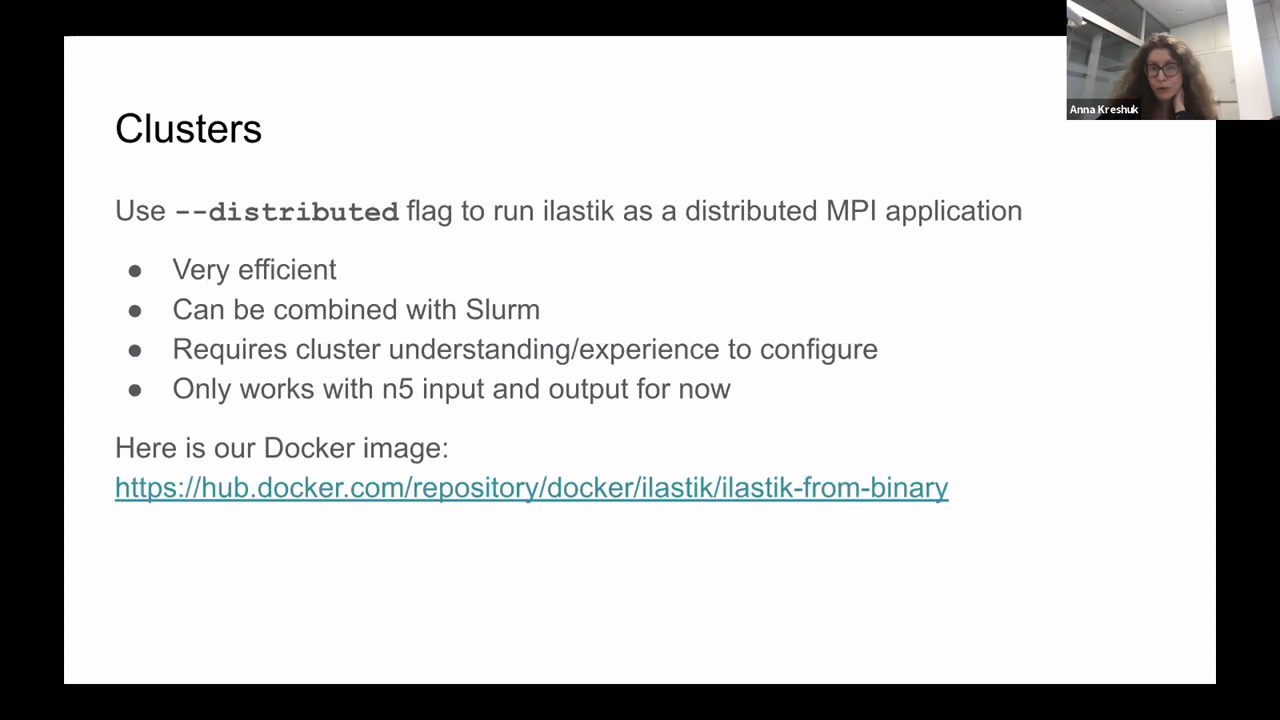 Anna Kreshuk
Clusters
Use --distributed flag to run ilastik as a distributed MPI application
● Very efficient
● Can be combined with Slurm
● Requires cluster understanding/experience to configure
● Only works with n5 input and output for now
Here is our Docker image:
https://hub.docker.com/repository/docker/ilastik/ilastik-from-binary